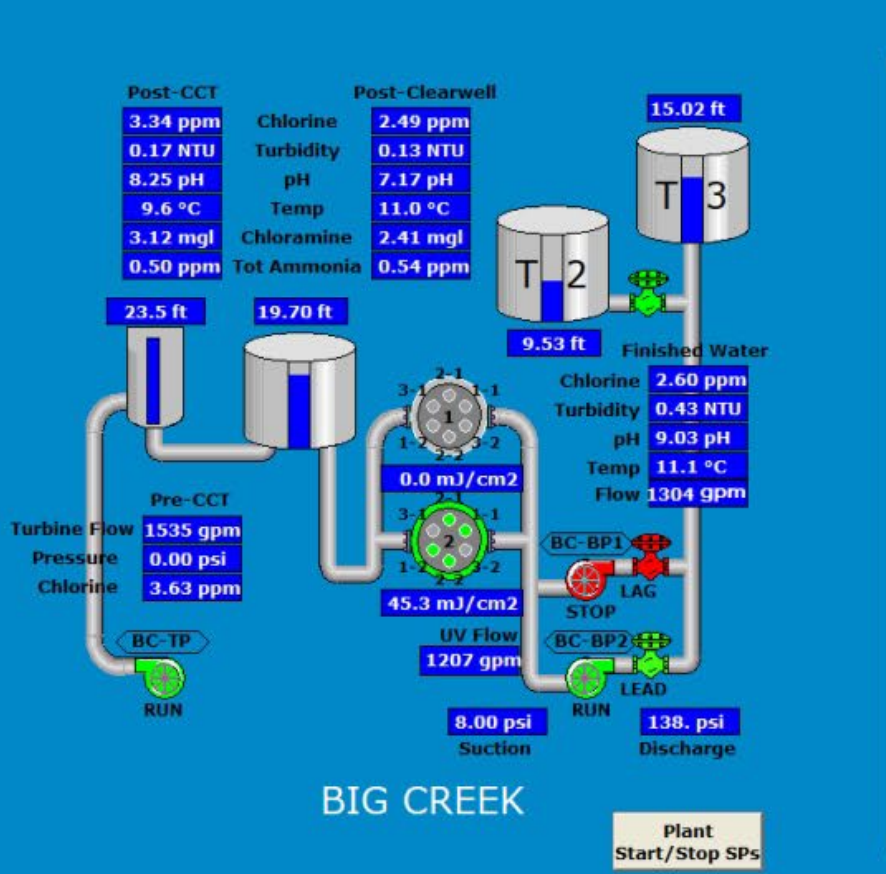 Post-CCT Post-Clearwell
3.34 ppm Chlorine 2.49 ppm
0.17 NTU Turbidity 0.13 NTU
8.25 pH pH 7.17 pH
9.6 °C Temp 11.0 °C
3.12 mgl Chloramine 2.41 mgl
0.50 ppm Tot Ammonia 0.54 ppm
15.02 ft
T 3
T 2
9.53 ft
23.5 ft
19.70 ft
Finished Water
Chlorine 2.60 ppm
Turbidity 0.43 NTU
pH 9.03 pH
Temp 11.1 °C
Flow 1304 gpm
2-1
3-1 1-1
1
1-2 3-2
2-2
0.0 mJ/cm2
2-1
3-1 1-1
2
1-2 3-2
2-2
45.3 mJ/cm2
UV Flow
1207 gpm
Pre-CCT
Turbine Flow 1535 gpm
Pressure 0.00 psi
Chlorine 3.63 ppm
BC-TP
RUN
BC-BP1
LAG
STOP
BC-BP2
LEAD
RUN
8.00 psi
Suction
138. psi
Discharge
BIG CREEK
Plant
Start/Stop SPs